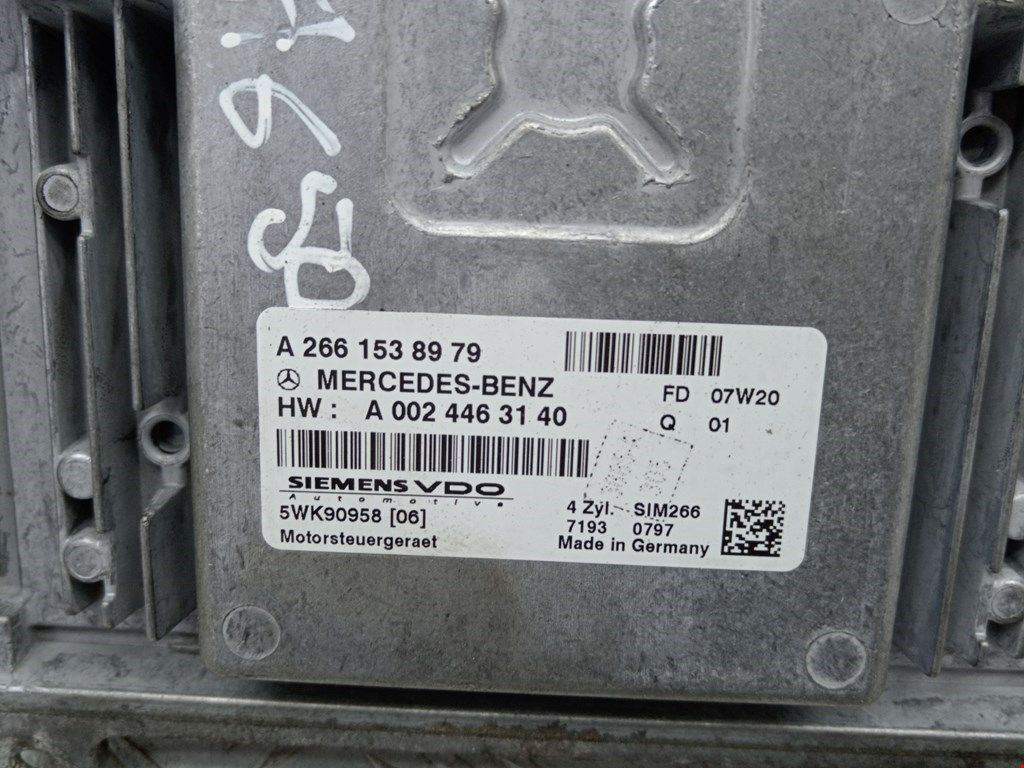 A 266 153 89 79
MERCEDES-BENZ
HW : A 002 446 31 40
FD 07W20
Q 01
SIEMENS VDO
Automotive
5WK90958 [06]
Motorsteuergeraet
4 Zyl. SIM266
7193 0797
Made in Germany